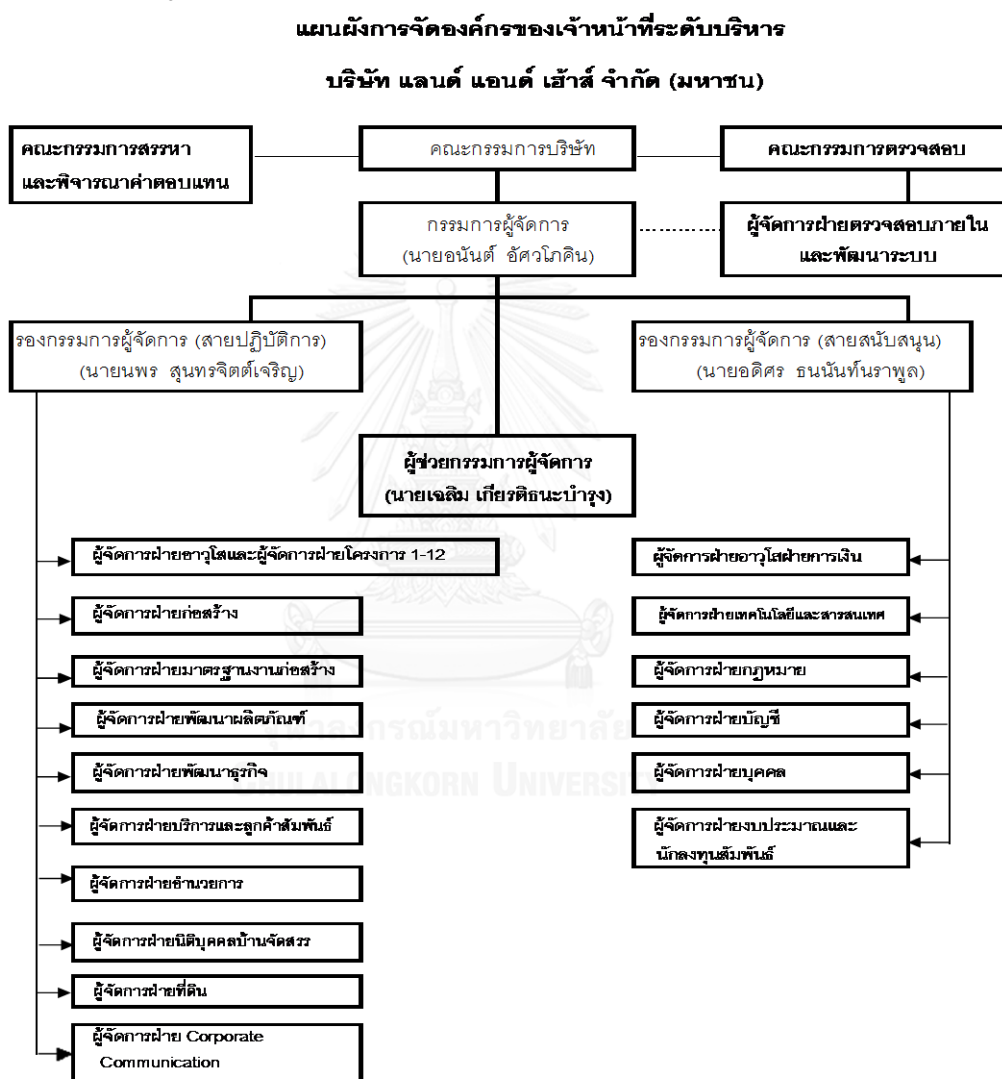 แผนผังการจัดองค์กรของเจ้าหน้าที่ระดับบริหาร
บริษัท แลนด์ แอนด์ เฮ้าส์ จำกัด (มหาชน)
คณะกรรมการสรรหา
และพิจารณาค่าตอบแทน
คณะกรรมการบริษัท
คณะกรรมการตรวจสอบ
กรรมการผู้จัดการ
(นายอนันต์ อัศวโภคิน)
ผู้จัดการฝ่ายตรวจสอบภายใน
และพัฒนาระบบ
รองกรรมการผู้จัดการ (สายปฏิบัติการ)
(นายนพร สุนทรจิตต์เจริญ)
รองกรรมการผู้จัดการ (สายสนับสนุน)
(นายอดิศร ธนนันท์นราพูล)
ผู้ช่วยกรรมการผู้จัดการ
(นายเฉลิม เกียรติธนะบำรุง)
ผู้จัดการฝ่ายอาวุโสและผู้จัดการฝ่ายโครงการ 1-12
ผู้จัดการฝ่ายก่อสร้าง
ผู้จัดการฝ่ายมาตรฐานงานก่อสร้าง
ผู้จัดการฝ่ายพัฒนาผลิตภัณฑ์
ผู้จัดการฝ่ายพัฒนาธุรกิจ
ผู้จัดการฝ่ายบริการและลูกค้าสัมพันธ์
ผู้จัดการฝ่ายอำนวยการ
ผู้จัดการฝ่ายนิติบุคคลบ้านจัดสรร
ผู้จัดการฝ่ายที่ดิน
ผู้จัดการฝ่าย Corporate
Communication
ผู้จัดการฝ่ายอาวุโสฝ่ายการเงิน
ผู้จัดการฝ่ายเทคโนโลยีและสารสนเทศ
ผู้จัดการฝ่ายกฎหมาย
ผู้จัดการฝ่ายบัญชี
ผู้จัดการฝ่ายบุคคล
ผู้จัดการฝ่ายงบประมาณและ
นักลงทุนสัมพันธ์
จุฬาลงกรณ์มหาวิทยาลัย
CHULALONGKORN UNIVERSITY